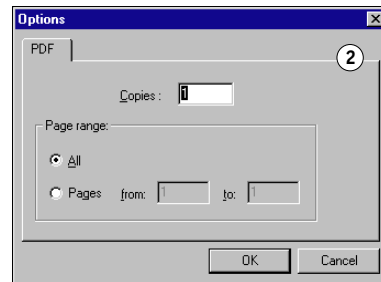 Options
PDF
2
Copies : 1
Page range:
All
Pages from: 1 to: 1
OK Cancel